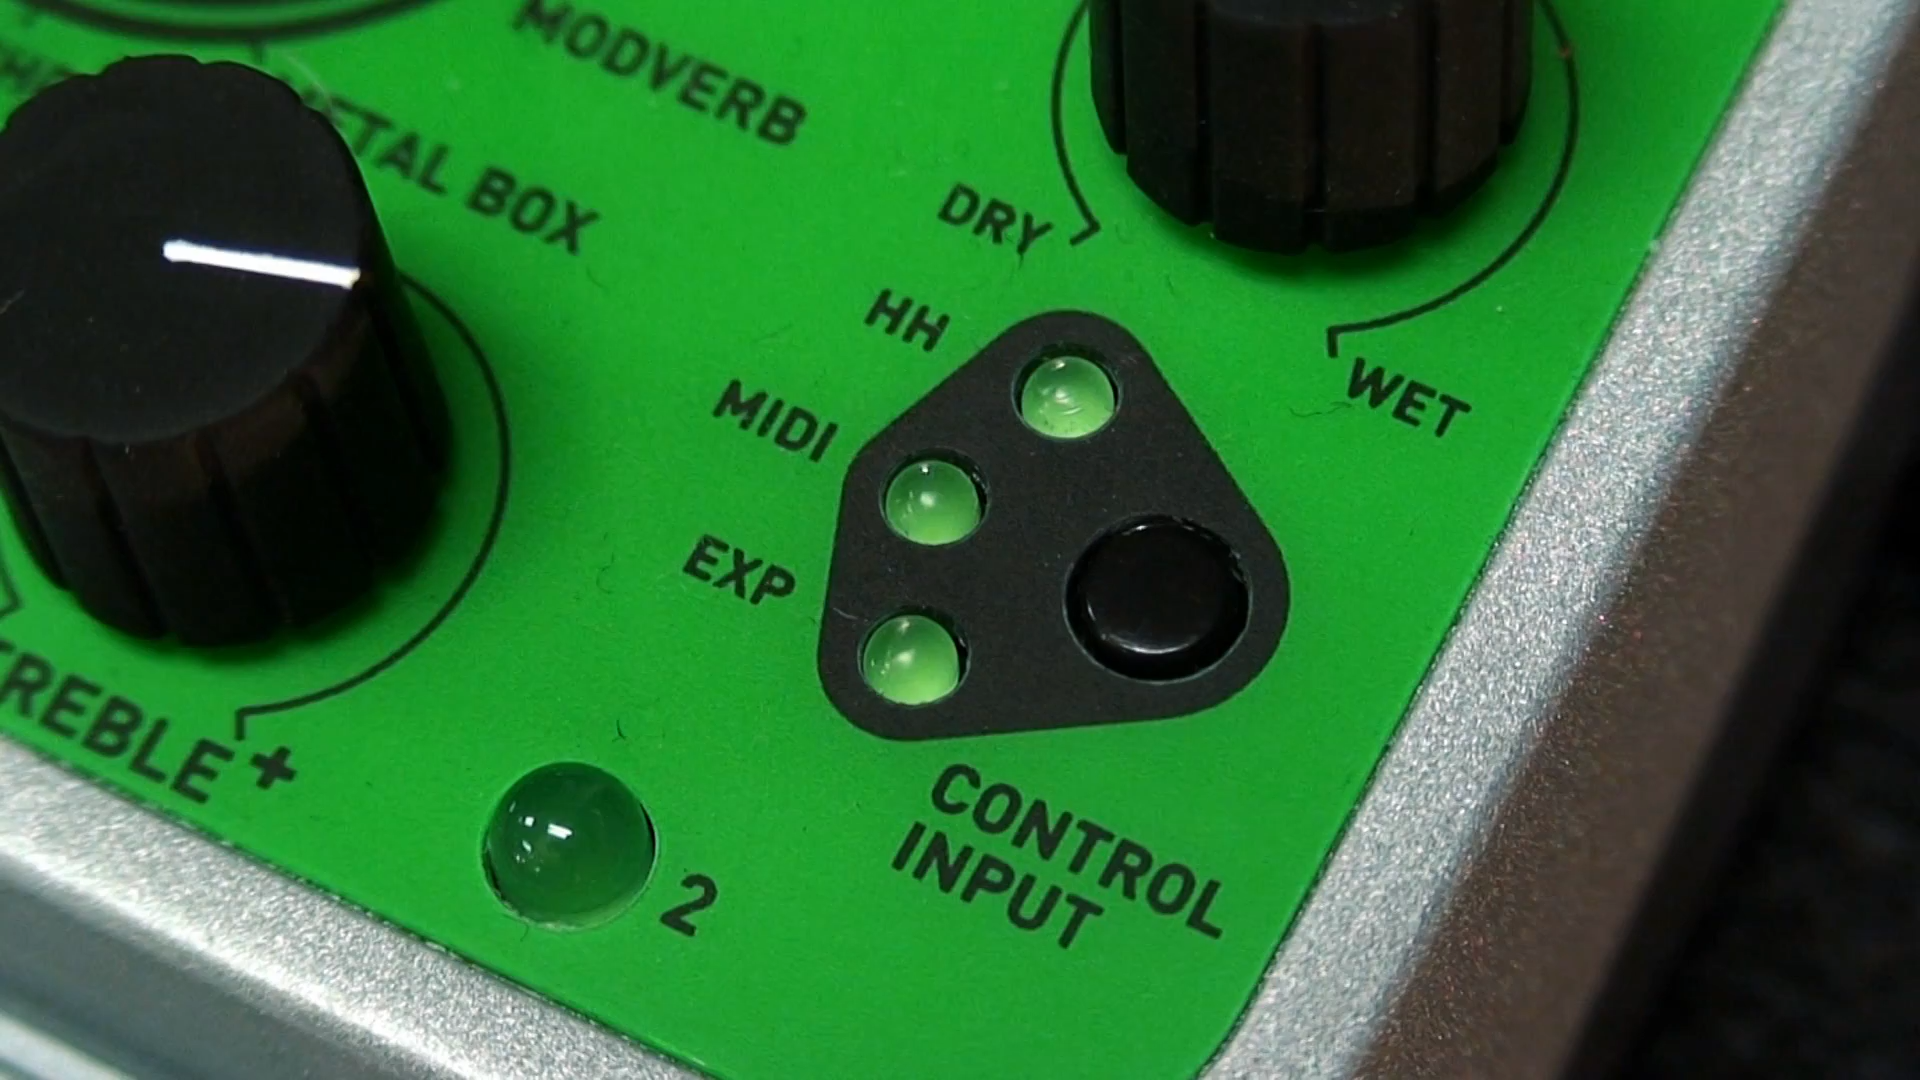 MODVERB
METAL BOX
DRY
HH
WET
MIDI
EXP
TREBLE +
CONTROL
INPUT
2